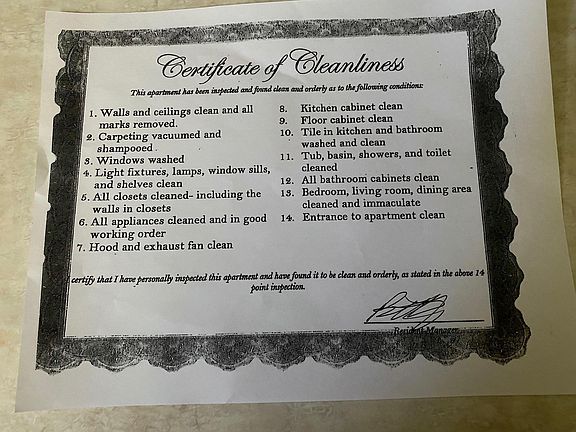 Certificate of Cleanliness
This apartment has been inspected and found clean and orderly as to the following conditions:
1. Walls and ceilings clean and all
marks removed.
2. Carpeting vacuumed and
shampooed .
3. Windows washed
4. Light fixtures, lamps, window sills,
and shelves clean
5. All closets cleaned- including the
walls in closets
6. All appliances cleaned and in good
working order
7. Hood and exhaust fan clean
8. Kitchen cabinet clean
9. Floor cabinet clean
10. Tile in kitchen and bathroom
washed and clean
11. Tub, basin, showers, and toilet
cleaned
12. All bathroom cabinets clean
13. Bedroom, living room, dining area
cleaned and immaculate
14. Entrance to apartment clean
certify that I have personally inspected this apartment and have found it to be clean and orderly, as stated in the above 14
point inspection.
Resident Manager